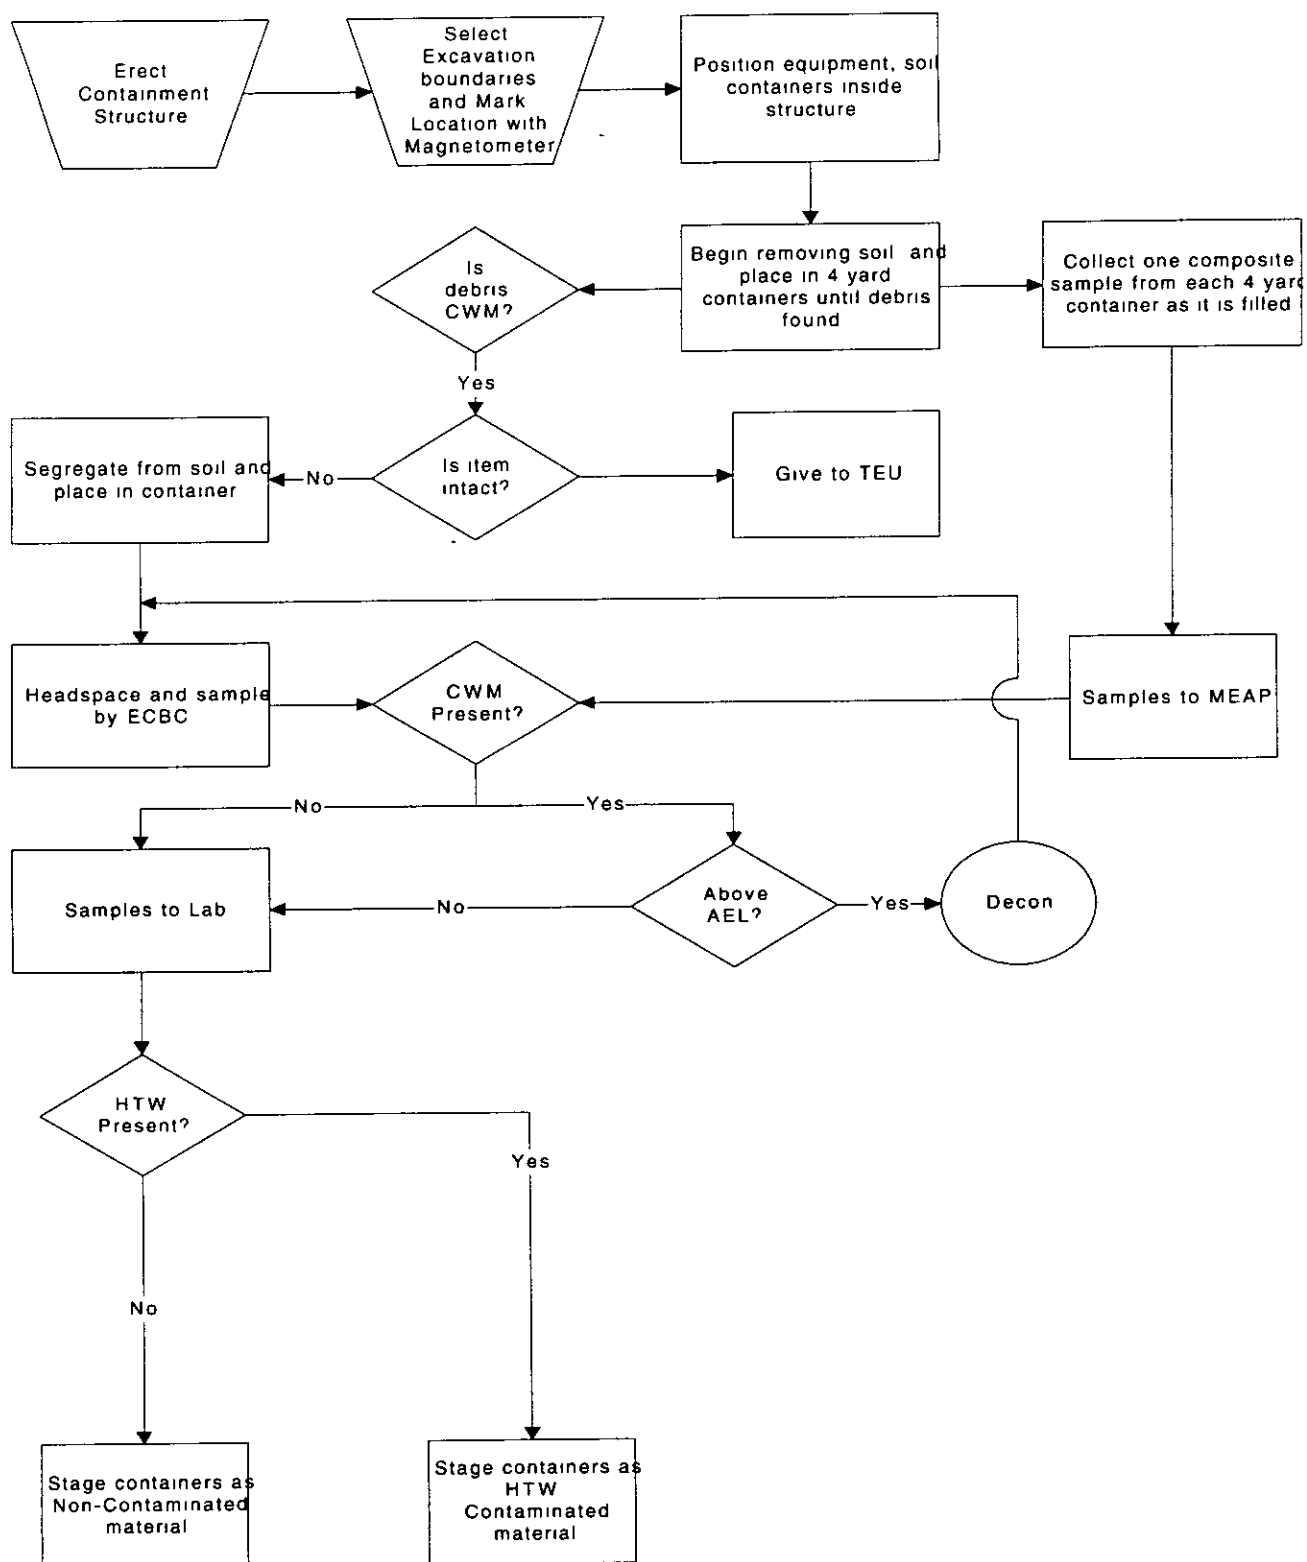 Erect
Containment
Structure
Select
Excavation
boundaries
and Mark
Location with
Magnetometer
Position equipment, soil
containers inside
structure
Is
debris
CWM?
Begin removing soil and
place in 4 yard
containers until debris
found
Collect one composite
sample from each 4 yard
container as it is filled
Yes
Segregate from soil and
place in container
No
Is item
intact?
Give to TEU
Headspace and sample
by ECBC
CWM
Present?
Samples to MEAP
No
Yes
Samples to Lab
No
Above
AEL?
Yes
Decon
HTW
Present?
Yes
No
Stage containers as
Non-Contaminated
material
Stage containers as
HTW
Contaminated
material